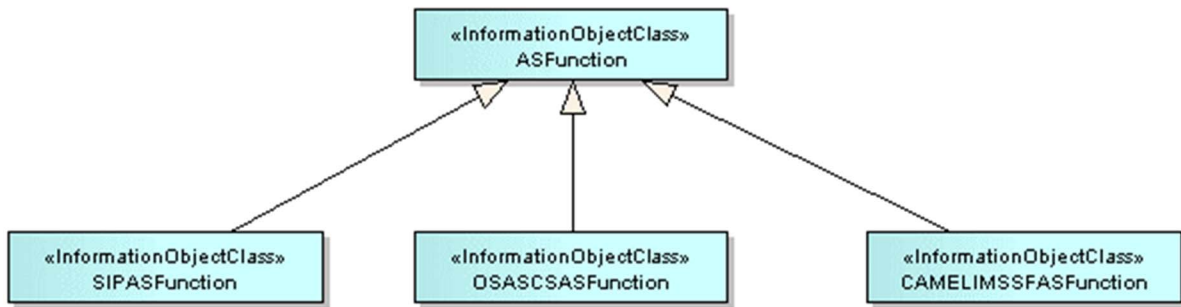 «InformationObjectClass»
ASFunction
«InformationObjectClass»
SIPASFunction
«InformationObjectClass»
OSASCSASFunction
«InformationObjectClass»
CAMELIMSSFASFunction